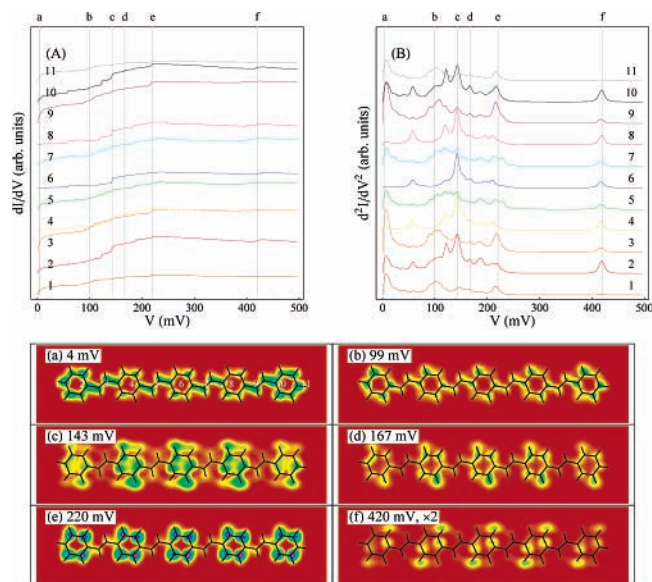 a b c d e f
a b c d e f
(A)
(B)
dI/dV (arb. units)
d²I/dV² (arb. units)
11
10
9
8
7
6
5
4
3
2
1
11
10
9
8
7
6
5
4
3
2
1
0 100 200 300 400 500
0 100 200 300 400 500
V (mV)
V (mV)
(a) 4 mV
(b) 99 mV
(c) 143 mV
(d) 167 mV
(e) 220 mV
(f) 420 mV, ×2